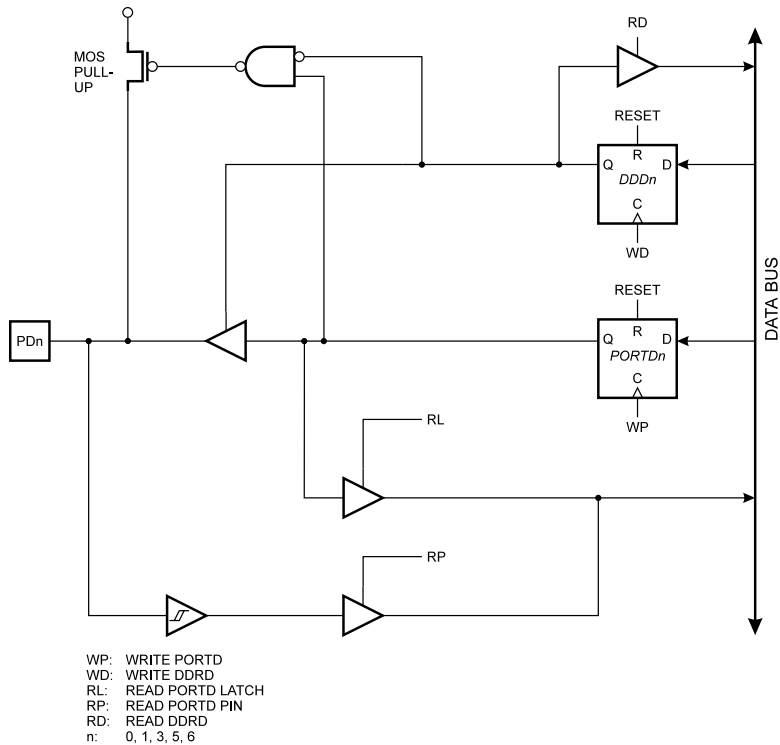 RD
MOS
PULL-
UP
RESET
R
Q
D
DDDn
C
WD
RESET
R
PDn
Q
D
PORTDn
C
WP
DATA BUS
RL
RP
WP: WRITE PORTD
WD: WRITE DDRD
RL: READ PORTD LATCH
RP: READ PORTD PIN
RD: READ DDRD
n: 0, 1, 3, 5, 6